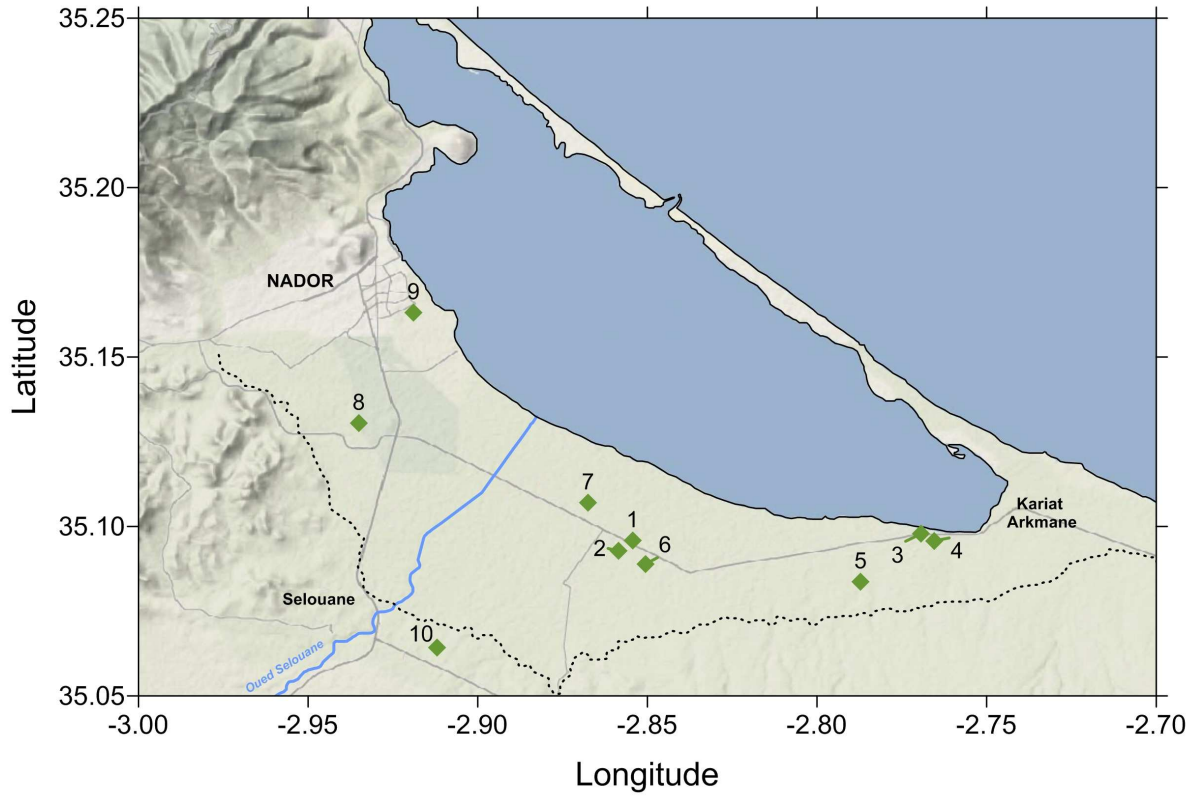 35.25
35.20
NADOR
9
35.15
8
7
Kariat
Arkmane
35.10
1
2
6
3
4
5
Selouane
10
Oued Selouane
35.05
-3.00 -2.95 -2.90 -2.85 -2.80 -2.75 -2.70
Latitude
Longitude